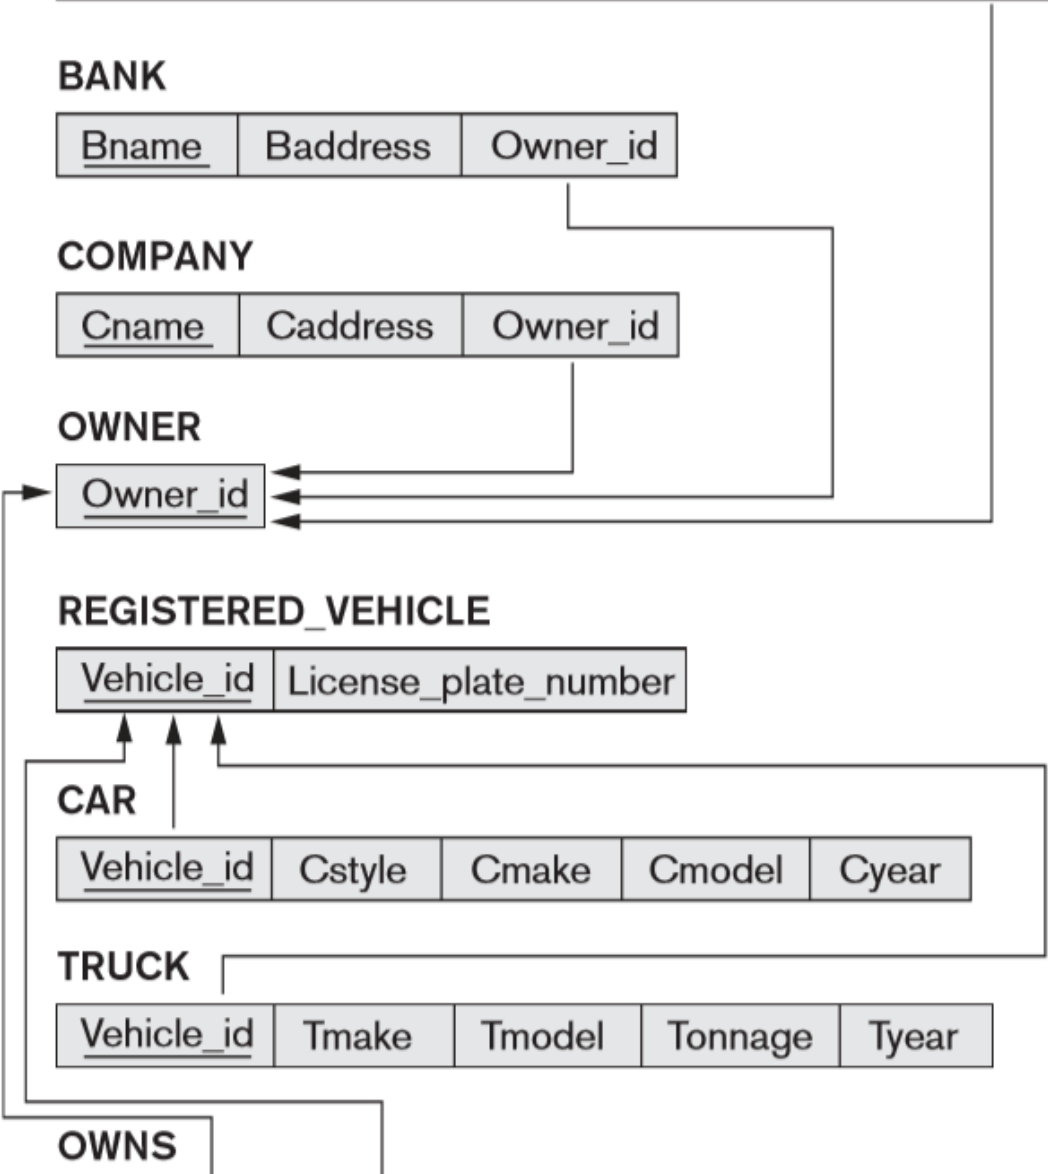 BANK
Bname Baddress Owner_id
COMPANY
Cname Caddress Owner_id
OWNER
Owner_id
REGISTERED_VEHICLE
Vehicle_id License_plate_number
CAR
Vehicle_id Cstyle Cmake Cmodel Cyear
TRUCK
Vehicle_id Tmake Tmodel Tonnage Tyear
OWNS